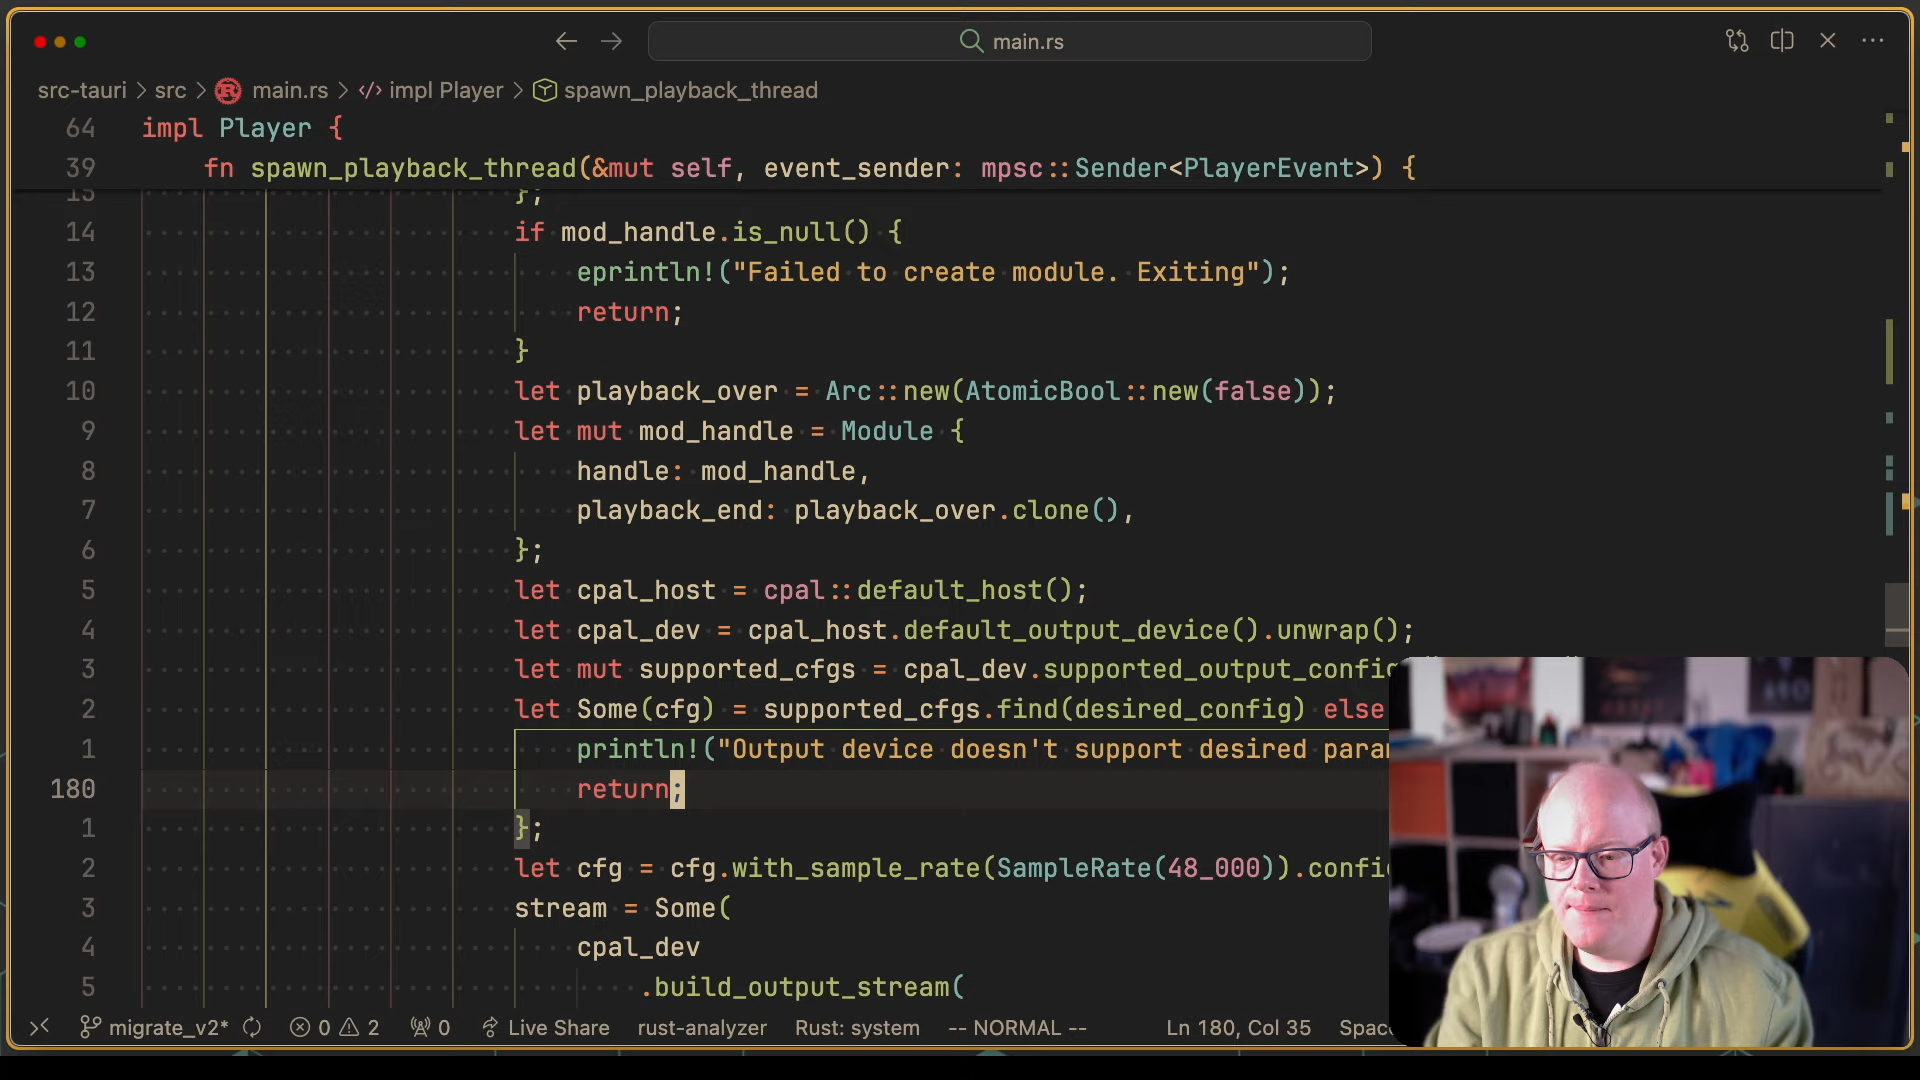 main.rs
src-tauri > src > main.rs > impl Player > spawn_playback_thread
64 impl Player {
39 fn spawn_playback_thread(&mut self, event_sender: mpsc::Sender<PlayerEvent>) {
15 };
14 if mod_handle.is_null() {
13 eprintln!("Failed to create module. Exiting");
12 return;
11 }
10 let playback_over = Arc::new(AtomicBool::new(false));
9 let mut mod_handle = Module {
8 handle: mod_handle,
7 playback_end: playback_over.clone(),
6 };
5 let cpal_host = cpal::default_host();
4 let cpal_dev = cpal_host.default_output_device().unwrap();
3 let mut supported_cfgs = cpal_dev.supported_output_config
2 let Some(cfg) = supported_cfgs.find(desired_config) else
1 println!("Output device doesn't support desired para
180 return;
1 };
2 let cfg = cfg.with_sample_rate(SampleRate(48_000)).confi
3 stream = Some(
4 cpal_dev
5 .build_output_stream(
migrate_v2* 0 2 0 Live Share rust-analyzer Rust: system -- NORMAL -- Ln 180, Col 35 Spac